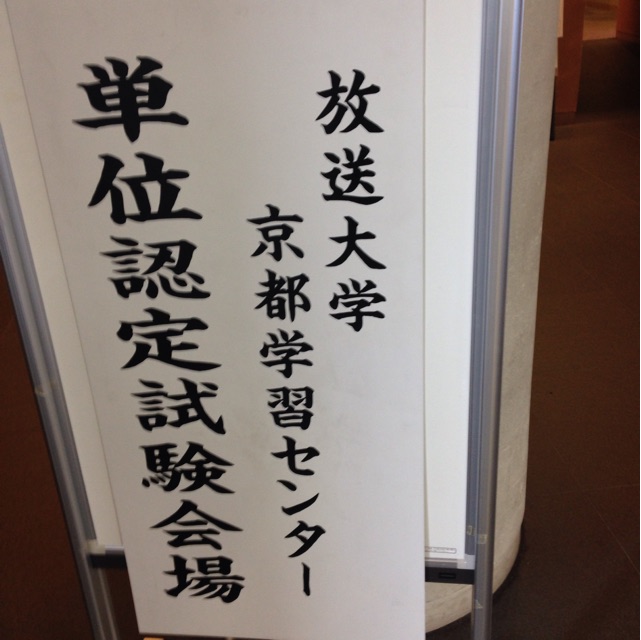 放送大学
京都学習センター
単位認定試験会場